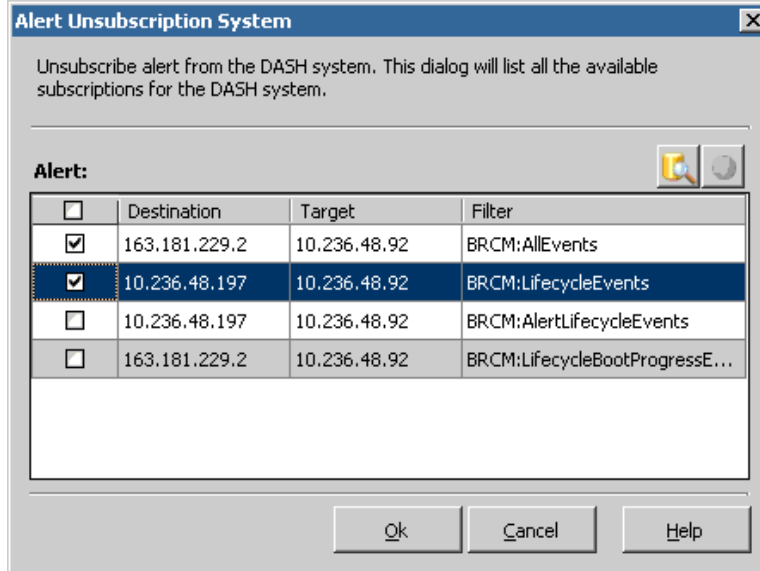 Alert Unsubscription System
Unsubscribe alert from the DASH system. This dialog will list all the available
subscriptions for the DASH system.
Alert:
Destination Target Filter
163.181.229.2 10.236.48.92 BRCM:AllEvents
10.236.48.197 10.236.48.92 BRCM:LifecycleEvents
10.236.48.197 10.236.48.92 BRCM:AlertLifecycleEvents
163.181.229.2 10.236.48.92 BRCM:LifecycleBootProgressE...
Ok Cancel Help